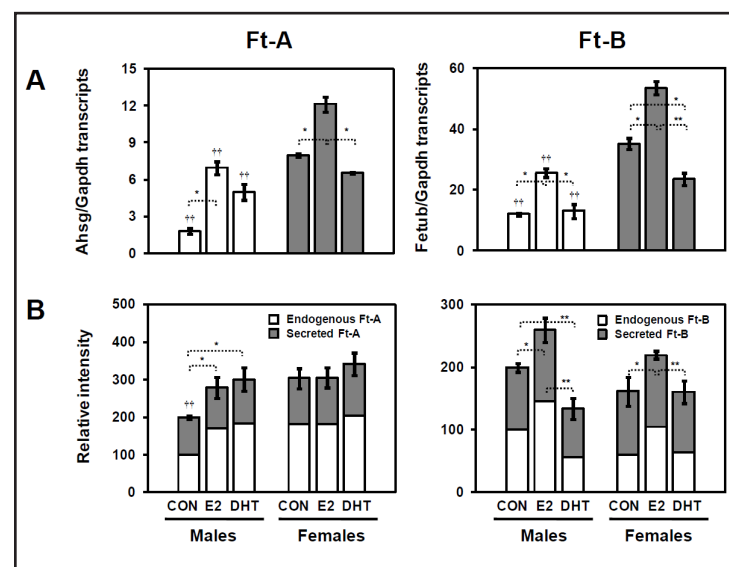 Ft-A
Ft-B
A
Ahsg/Gapdh transcripts
15
12
9
6
3
0
††
*
††
††
*
*
Fetub/Gapdh transcripts
60
40
20
0
††
*
††
*
††
*
*
**
B
Relative intensity
500
400
300
200
100
0
Endogenous Ft-A
Secreted Ft-A
††
*
*
CON E2 DHT CON E2 DHT
Males Females
300
200
100
0
Endogenous Ft-B
Secreted Ft-B
**
*
**
*
**
CON E2 DHT CON E2 DHT
Males Females